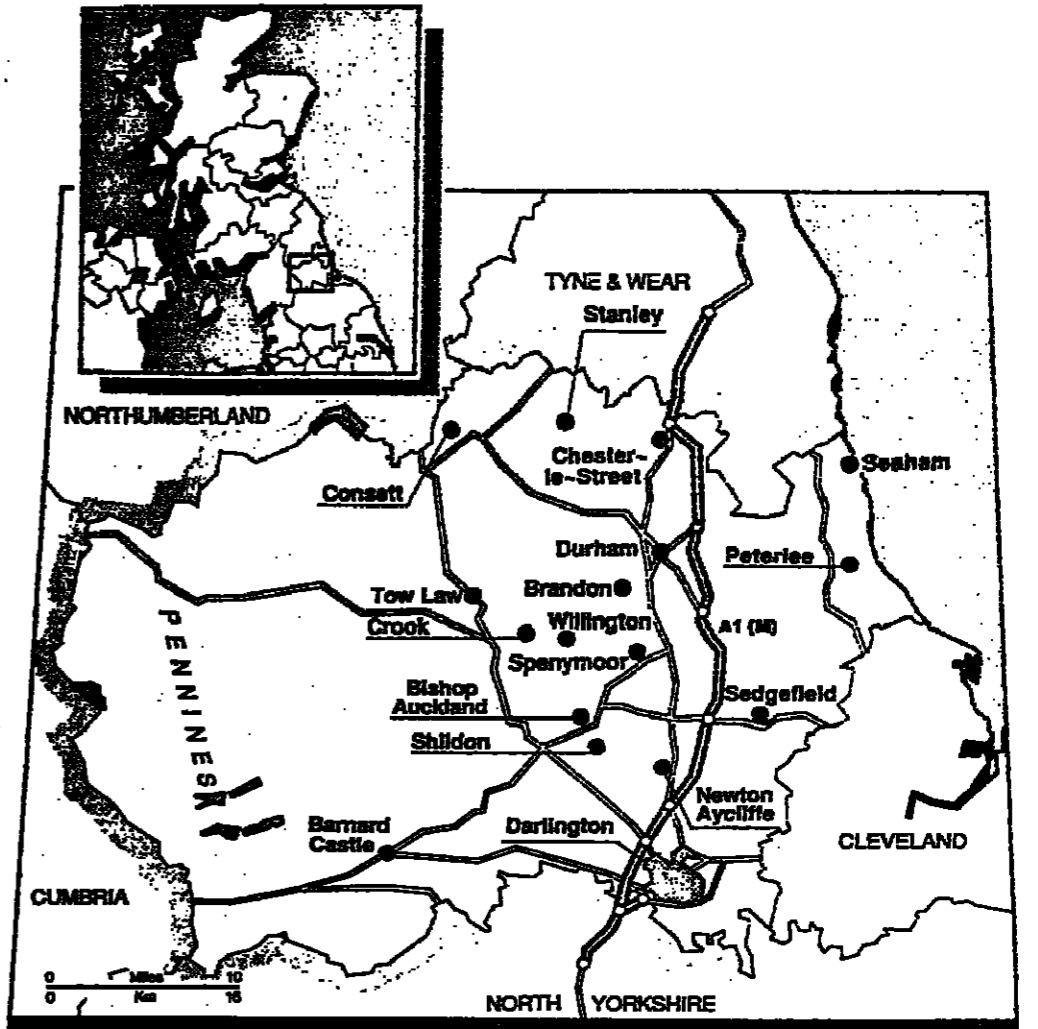 TYNE & WEAR
Stanley
NORTHUMBERLAND
Chester~
le~Street
Seaham
Consett
Durham
Peterlee
Tow Law
Brandon
Crook
Willington
A1 (M)
Spenymoor
PENNINES
Bishop
Auckland
Sedgefield
Shildon
Newton
Aycliffe
Barnard
Castle
Darlington
CLEVELAND
CUMBRIA
0 Miles 10
0 Km 16
NORTH YORKSHIRE